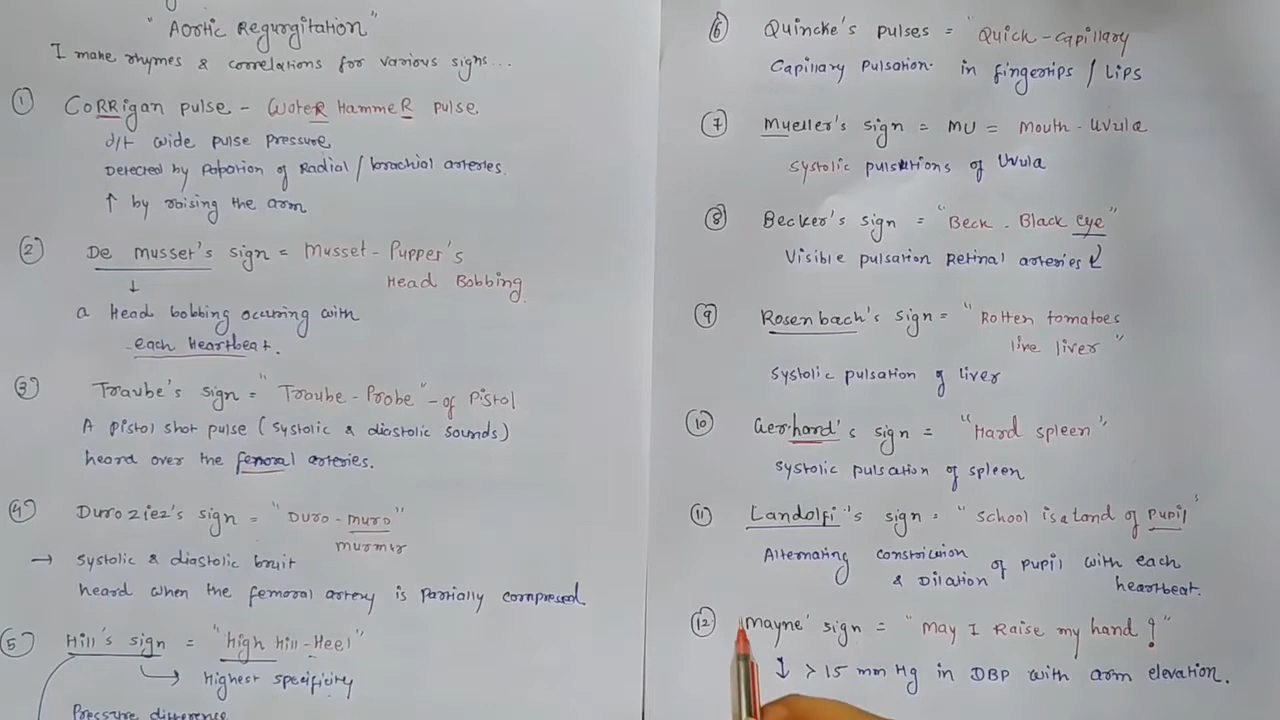 "Aortic Regurgitation"
I make rhymes & correlations for various signs...
① CoRRigan pulse - WateR HammeR pulse.
d/t wide pulse pressure
Detected by Palpation of Radial / brachial arteries.
↑ by raising the arm
② De musset's sign = Musset - Pupper's
Head Bobbing
↓
a Head bobbing occurring with
each Heartbeat.
③ Traube's sign = "Traube - Probe" - of Pistol
A pistol shot pulse (systolic & diastolic sounds)
heard over the femoral arteries.
④ Duroziez's sign = "Duro - muro"
murmur
→ systolic & diastolic bruit
heard when the femoral artery is partially compressed
⑤ Hill's sign = "High Hill - Heel"
Highest specificity
Pressure difference
⑥ Quincke's pulses = "Quick - Capillary
Capillary Pulsation. in fingertips / Lips
⑦ Mueller's sign = MU = Mouth - Uvula
Systolic pulsations of Uvula
⑧ Becker's sign = "Beck - Black eye"
Visible pulsation Retinal arteries
⑨ Rosenbach's sign = "Rotten tomatoes
live liver"
Systolic pulsation of liver
⑩ Gerhard's sign = "Hard spleen"
Systolic pulsation of spleen
⑪ Landolfi's sign = "School is a Land of pupil"
Alternating constriction & Dilation of pupil with each
heartbeat.
⑫ Mayne' sign = "May I Raise my hand !"
↓ > 15 mm Hg in DBP with arm elevation.